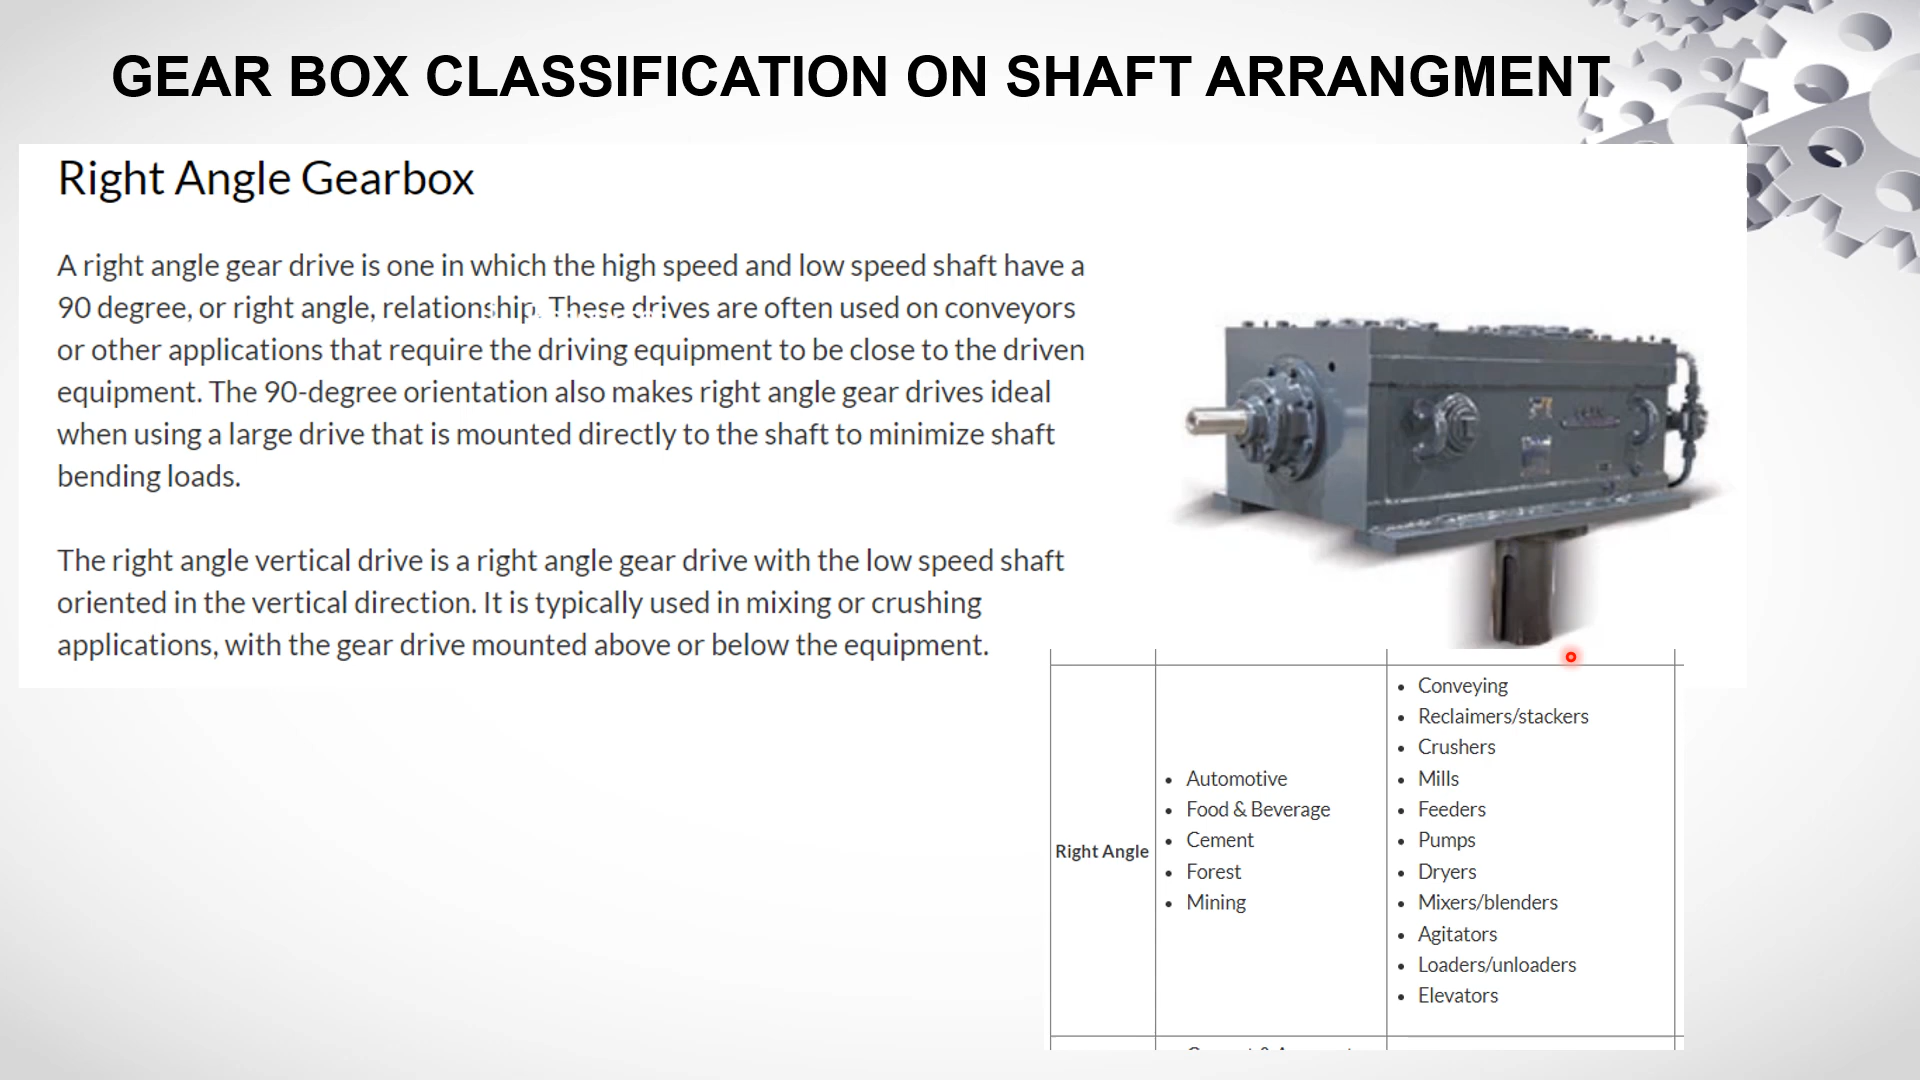 GEAR BOX CLASSIFICATION ON SHAFT ARRANGMENT
Right Angle Gearbox
A right angle gear drive is one in which the high speed and low speed shaft have a
90 degree, or right angle, relationship. These drives are often used on conveyors
or other applications that require the driving equipment to be close to the driven
equipment. The 90-degree orientation also makes right angle gear drives ideal
when using a large drive that is mounted directly to the shaft to minimize shaft
bending loads.
The right angle vertical drive is a right angle gear drive with the low speed shaft
oriented in the vertical direction. It is typically used in mixing or crushing
applications, with the gear drive mounted above or below the equipment.
Right Angle
• Automotive
• Food & Beverage
• Cement
• Forest
• Mining
• Conveying
• Reclaimers/stackers
• Crushers
• Mills
• Feeders
• Pumps
• Dryers
• Mixers/blenders
• Agitators
• Loaders/unloaders
• Elevators